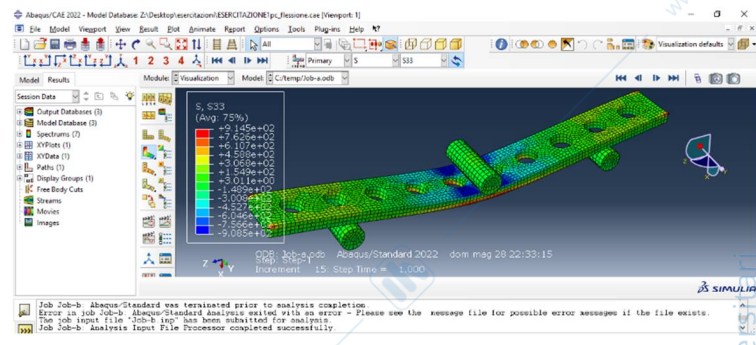 Abaqus/CAE 2022 - Model Database: Z:\Desktop\esercitazioni\ESERCITAZIONE1pc_flessione.cae [Viewport: 1]
File Model Viewport View Result Plot Animate Report Options Tools Plug-ins Help
All Visualization defaults
1 2 3 4 Primary S S33
Model Results Module: Visualization Model: C:/temp/Job-a.odb
Session Data
Output Databases (3)
Model Database (3)
Spectrums (7)
XYPlots (1)
XYData (1)
Paths (1)
Display Groups (1)
Free Body Cuts
Streams
Movies
Images
S, S33
(Avg: 75%)
+9.145e+02
+7.626e+02
+6.107e+02
+4.588e+02
+3.068e+02
+1.549e+02
+3.011e+00
-1.489e+02
-3.008e+02
-4.527e+02
-6.046e+02
-7.566e+02
-9.085e+02
ODB: Job-a.odb Abaqus/Standard 2022 dom mag 28 22:33:15
Step: Step-1
Increment 15: Step Time = 1.000
Z Y
X
Z
Y
X
SIMULIA
Job Job-b: Abaqus/Standard was terminated prior to analysis completion.
Error in job Job-b: Abaqus/Standard Analysis exited with an error - Please see the message file for possible error messages if the file exists.
The job input file "Job-b.inp" has been submitted for analysis.
Job Job-b: Analysis Input File Processor completed successfully.